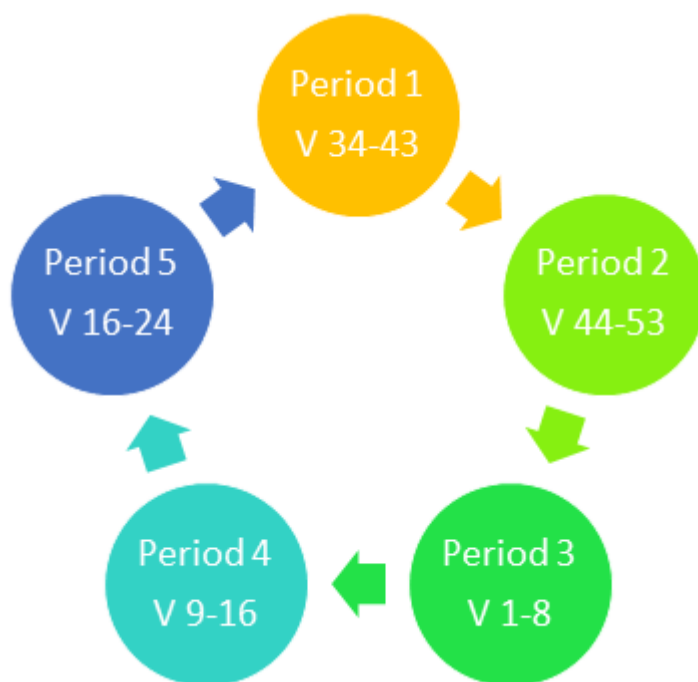 Period 1
V 34-43
Period 2
V 44-53
Period 3
V 1-8
Period 4
V 9-16
Period 5
V 16-24